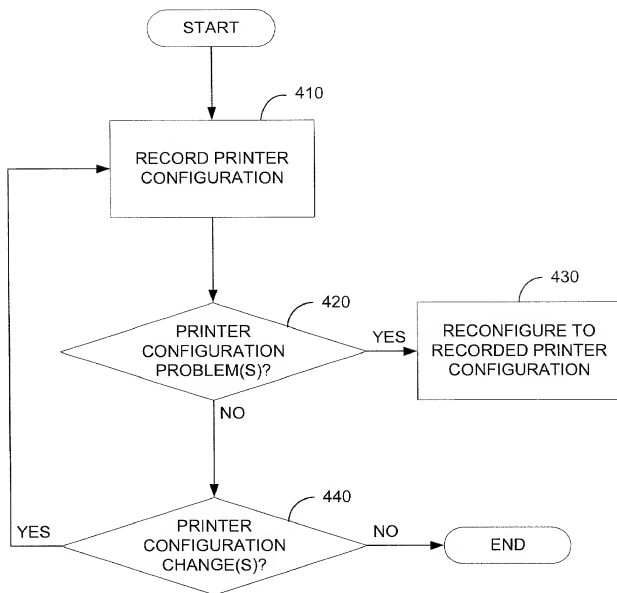 START
410
RECORD PRINTER
CONFIGURATION
420
PRINTER
CONFIGURATION
PROBLEM(S)?
YES
430
RECONFIGURE TO
RECORDED PRINTER
CONFIGURATION
NO
440
PRINTER
CONFIGURATION
CHANGE(S)?
YES
NO
END